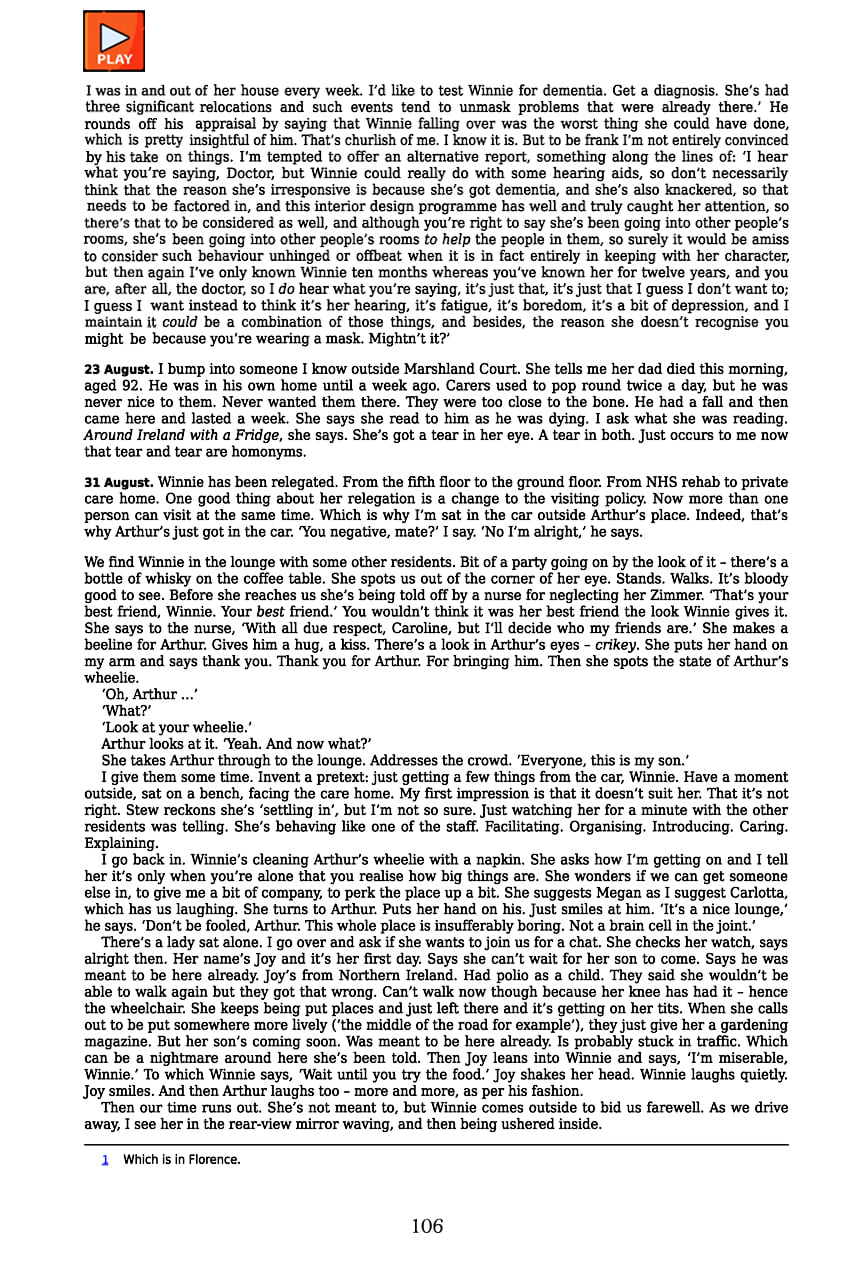 PLAY
I was in and out of her house every week. I’d like to test Winnie for dementia. Get a diagnosis. She’s had
three significant relocations and such events tend to unmask problems that were already there.’ He
rounds off his appraisal by saying that Winnie falling over was the worst thing she could have done,
which is pretty insightful of him. That’s churlish of me. I know it is. But to be frank I’m not entirely convinced
by his take on things. I’m tempted to offer an alternative report, something along the lines of: ‘I hear
what you’re saying, Doctor, but Winnie could really do with some hearing aids, so don’t necessarily
think that the reason she’s irresponsive is because she’s got dementia, and she’s also knackered, so that
needs to be factored in, and this interior design programme has well and truly caught her attention, so
there’s that to be considered as well, and although you’re right to say she’s been going into other people’s
rooms, she’s been going into other people’s rooms to help the people in them, so surely it would be amiss
to consider such behaviour unhinged or offbeat when it is in fact entirely in keeping with her character,
but then again I’ve only known Winnie ten months whereas you’ve known her for twelve years, and you
are, after all, the doctor, so I do hear what you’re saying, it’s just that, it’s just that I guess I don’t want to;
I guess I want instead to think it’s her hearing, it’s fatigue, it’s boredom, it’s a bit of depression, and I
maintain it could be a combination of those things, and besides, the reason she doesn’t recognise you
might be because you’re wearing a mask. Mightn’t it?’
23 August. I bump into someone I know outside Marshland Court. She tells me her dad died this morning,
aged 92. He was in his own home until a week ago. Carers used to pop round twice a day, but he was
never nice to them. Never wanted them there. They were too close to the bone. He had a fall and then
came here and lasted a week. She says she read to him as he was dying. I ask what she was reading.
Around Ireland with a Fridge, she says. She’s got a tear in her eye. A tear in both. Just occurs to me now
that tear and tear are homonyms.
31 August. Winnie has been relegated. From the fifth floor to the ground floor. From NHS rehab to private
care home. One good thing about her relegation is a change to the visiting policy. Now more than one
person can visit at the same time. Which is why I’m sat in the car outside Arthur’s place. Indeed, that’s
why Arthur’s just got in the car. ‘You negative, mate?’ I say. ‘No I’m alright,’ he says.
We find Winnie in the lounge with some other residents. Bit of a party going on by the look of it – there’s a
bottle of whisky on the coffee table. She spots us out of the corner of her eye. Stands. Walks. It’s bloody
good to see. Before she reaches us she’s being told off by a nurse for neglecting her Zimmer. ‘That’s your
best friend, Winnie. Your best friend.’ You wouldn’t think it was her best friend the look Winnie gives it.
She says to the nurse, ‘With all due respect, Caroline, but I’ll decide who my friends are.’ She makes a
beeline for Arthur. Gives him a hug, a kiss. There’s a look in Arthur’s eyes – crikey. She puts her hand on
my arm and says thank you. Thank you for Arthur. For bringing him. Then she spots the state of Arthur’s
wheelie.
‘Oh, Arthur ...’
‘What?’
‘Look at your wheelie.’
Arthur looks at it. ‘Yeah. And now what?’
She takes Arthur through to the lounge. Addresses the crowd. ‘Everyone, this is my son.’
I give them some time. Invent a pretext: just getting a few things from the car, Winnie. Have a moment
outside, sat on a bench, facing the care home. My first impression is that it doesn’t suit her. That it’s not
right. Stew reckons she’s ‘settling in’, but I’m not so sure. Just watching her for a minute with the other
residents was telling. She’s behaving like one of the staff. Facilitating. Organising. Introducing. Caring.
Explaining.
I go back in. Winnie’s cleaning Arthur’s wheelie with a napkin. She asks how I’m getting on and I tell
her it’s only when you’re alone that you realise how big things are. She wonders if we can get someone
else in, to give me a bit of company, to perk the place up a bit. She suggests Megan as I suggest Carlotta,
which has us laughing. She turns to Arthur. Puts her hand on his. Just smiles at him. ‘It’s a nice lounge,’
he says. ‘Don’t be fooled, Arthur. This whole place is insufferably boring. Not a brain cell in the joint.’
There’s a lady sat alone. I go over and ask if she wants to join us for a chat. She checks her watch, says
alright then. Her name’s Joy and it’s her first day. Says she can’t wait for her son to come. Says he was
meant to be here already. Joy’s from Northern Ireland. Had polio as a child. They said she wouldn’t be
able to walk again but they got that wrong. Can’t walk now though because her knee has had it – hence
the wheelchair. She keeps being put places and just left there and it’s getting on her tits. When she calls
out to be put somewhere more lively (‘the middle of the road for example’), they just give her a gardening
magazine. But her son’s coming soon. Was meant to be here already. Is probably stuck in traffic. Which
can be a nightmare around here she’s been told. Then Joy leans into Winnie and says, ‘I’m miserable,
Winnie.’ To which Winnie says, ‘Wait until you try the food.’ Joy shakes her head. Winnie laughs quietly.
Joy smiles. And then Arthur laughs too – more and more, as per his fashion.
Then our time runs out. She’s not meant to, but Winnie comes outside to bid us farewell. As we drive
away, I see her in the rear-view mirror waving, and then being ushered inside.
1 Which is in Florence.
106